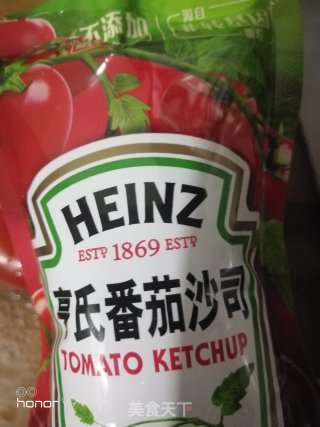 不添加
HEINZ
ESTD 1869 ESTD
亨氏番茄沙司
TOMATO KETCHUP
honor 9
美食天下